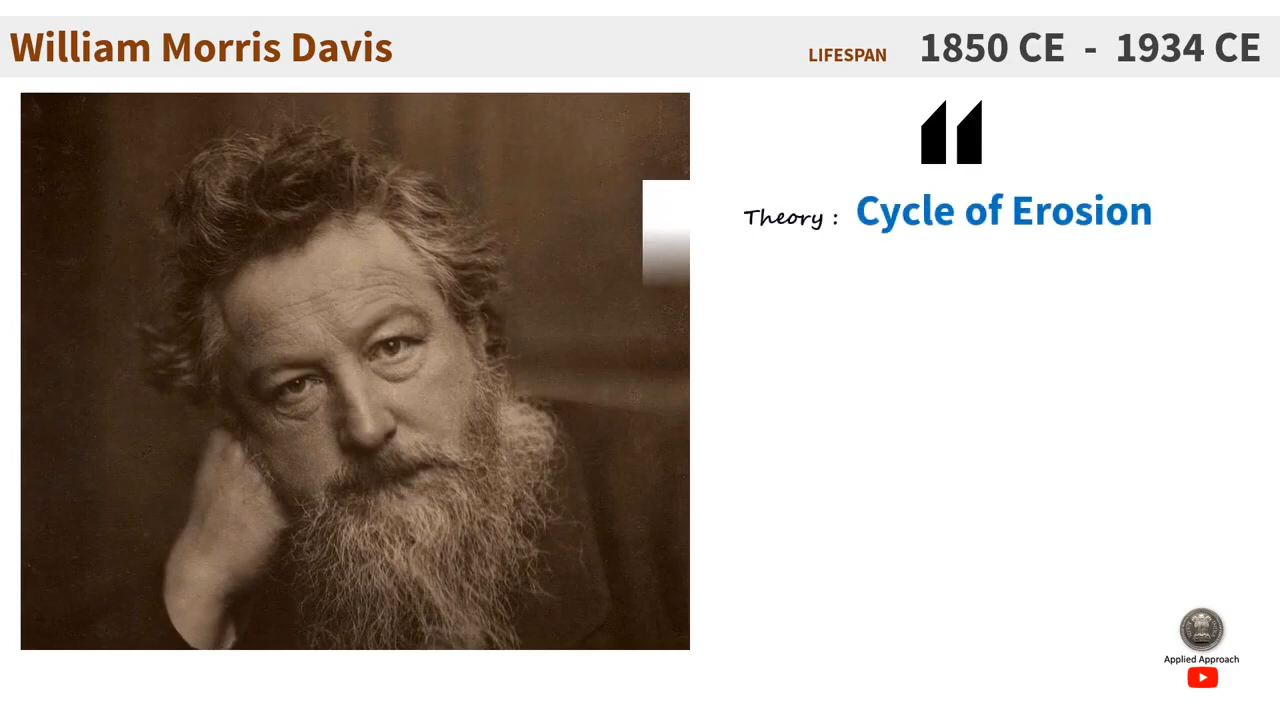 William Morris Davis
LIFESPAN 1850 CE - 1934 CE
Theory : Cycle of Erosion
Applied Approach